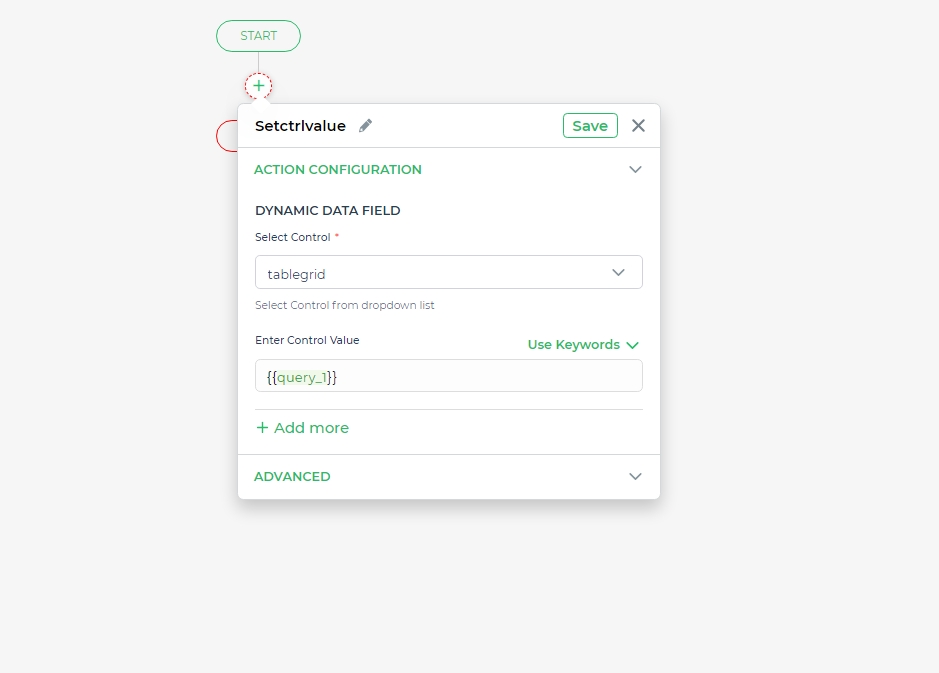 START
Setctrlvalue
Save
ACTION CONFIGURATION
DYNAMIC DATA FIELD
Select Control *
tablegrid
Select Control from dropdown list
Enter Control Value
Use Keywords
{{query_1}}
+ Add more
ADVANCED